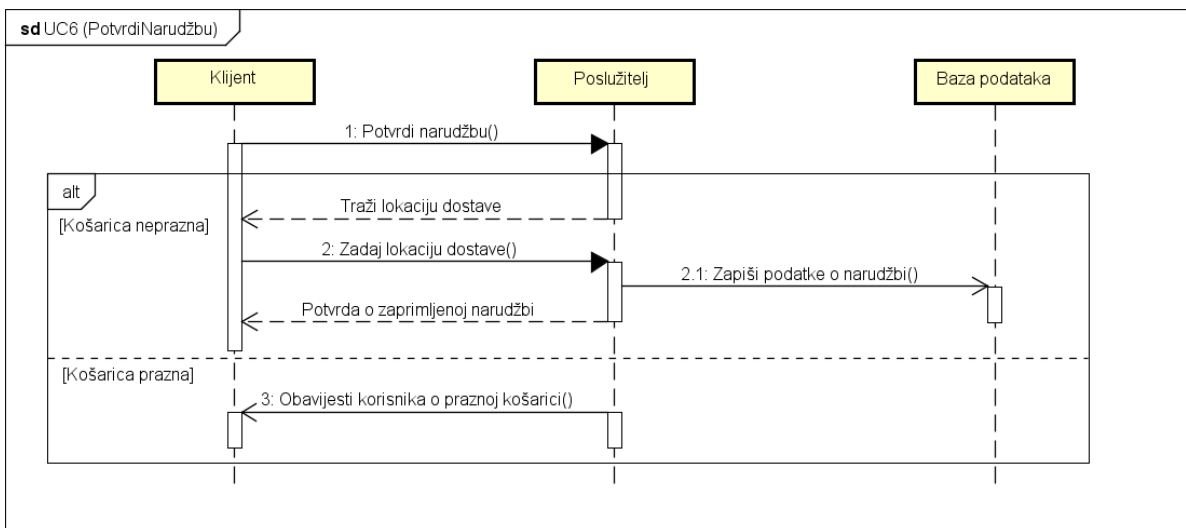 sd UC6 (PotvrdiNarudžbu)
Klijent
Poslužitelj
Baza podataka
1: Potvrdi narudžbu()
alt
[Košarica neprazna]
Traži lokaciju dostave
2: Zadaj lokaciju dostave()
2.1: Zapiši podatke o narudžbi()
Potvrda o zaprimljenoj narudžbi
[Košarica prazna]
3: Obavijesti korisnika o praznoj košarici()